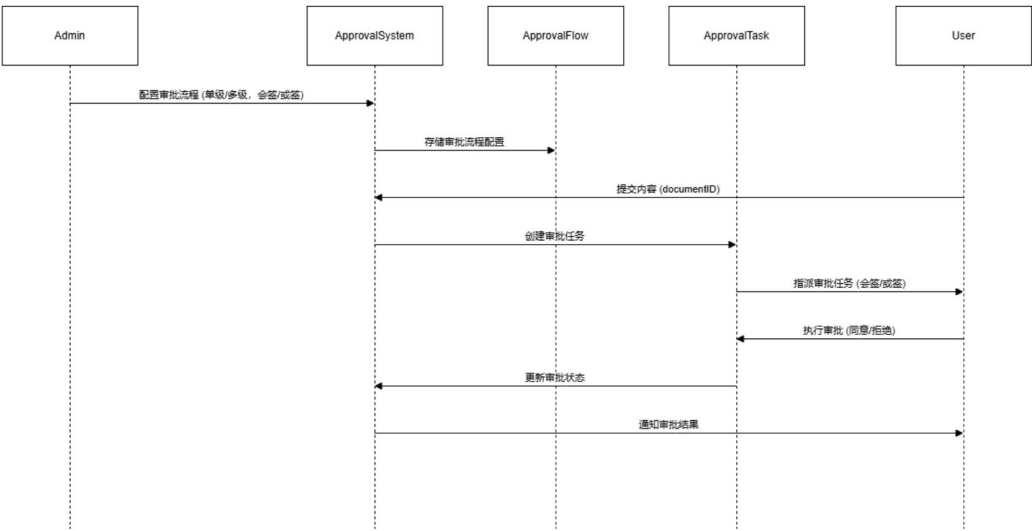 Admin
ApprovalSystem
ApprovalFlow
ApprovalTask
User
配置审批流程 (单级/多级，会签/或签)
存储审批流程配置
提交内容 (documentID)
创建审批任务
指派审批任务 (会签/或签)
执行审批 (同意/拒绝)
更新审批状态
通知审批结果